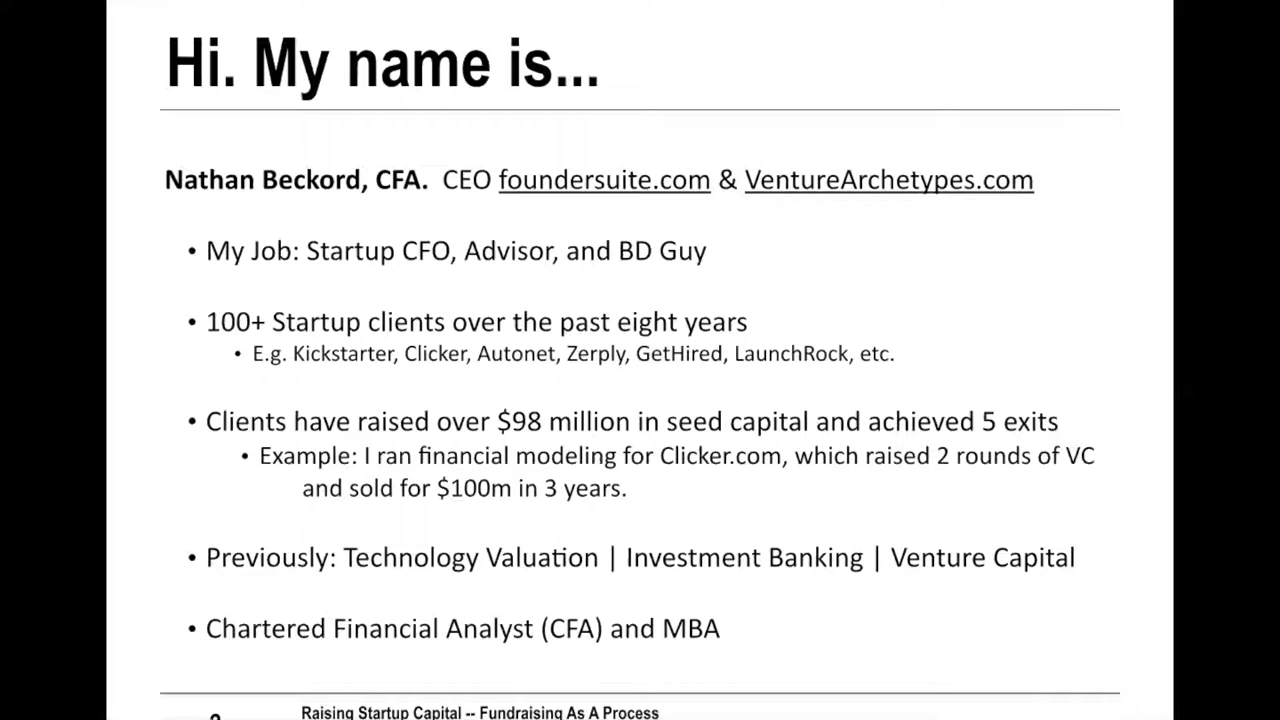 Hi. My name is...
Nathan Beckord, CFA. CEO foundersuite.com & VentureArchetypes.com
• My Job: Startup CFO, Advisor, and BD Guy
• 100+ Startup clients over the past eight years
• E.g. Kickstarter, Clicker, Autonet, Zerply, GetHired, LaunchRock, etc.
• Clients have raised over $98 million in seed capital and achieved 5 exits
• Example: I ran financial modeling for Clicker.com, which raised 2 rounds of VC
and sold for $100m in 3 years.
• Previously: Technology Valuation | Investment Banking | Venture Capital
• Chartered Financial Analyst (CFA) and MBA
Raising Startup Capital -- Fundraising As A Process